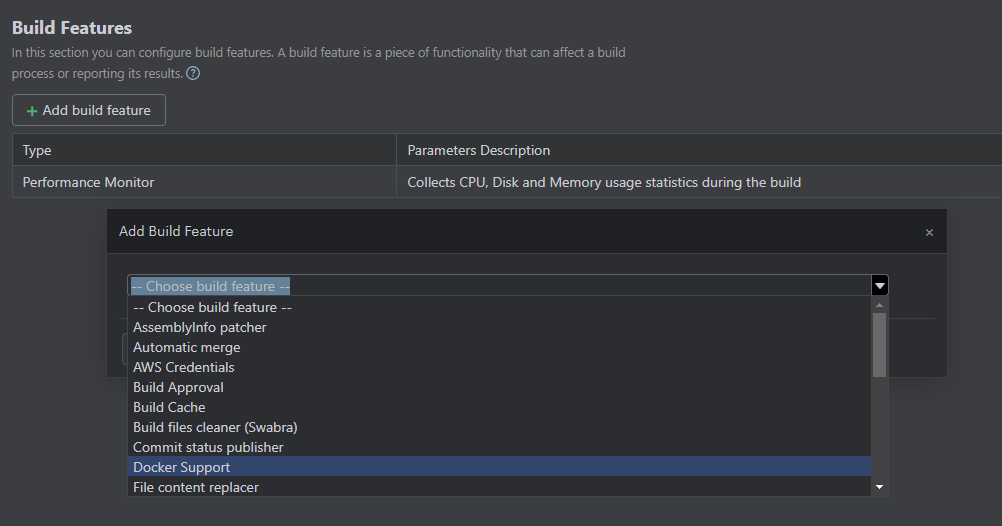 Build Features
In this section you can configure build features. A build feature is a piece of functionality that can affect a build
process or reporting its results. ?
+ Add build feature
Type Parameters Description
Performance Monitor Collects CPU, Disk and Memory usage statistics during the build
Add Build Feature ×
-- Choose build feature --
-- Choose build feature --
AssemblyInfo patcher
Automatic merge
AWS Credentials
Build Approval
Build Cache
Build files cleaner (Swabra)
Commit status publisher
Docker Support
File content replacer